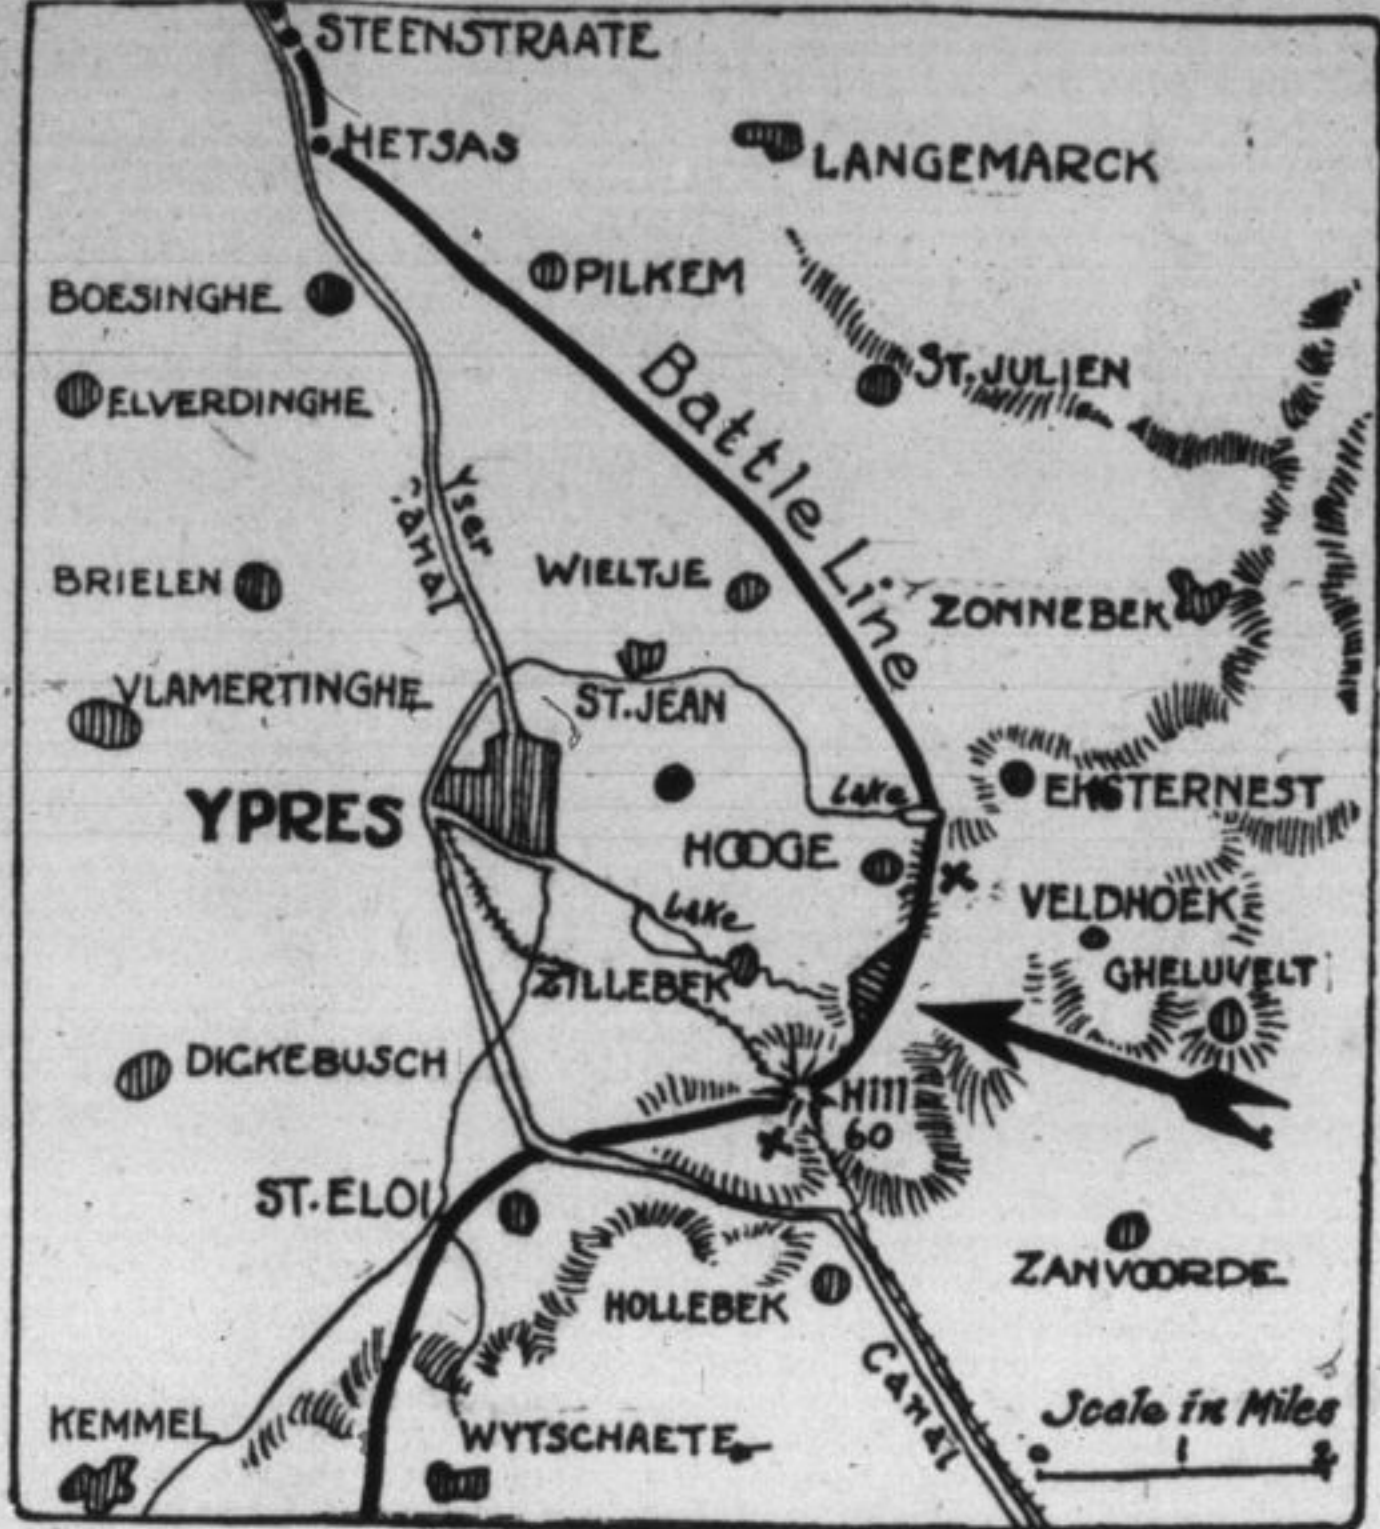 STEENSTRAATE
HETSAS
LANGEMARCK
BOESINGHE
PILKEM
ELVERDINGHE
Battle Line
ST. JULIEN
Yser
Canal
BRIELEN
WIELTJE
ZONNEBEK
VLAMERTINGHE
ST. JEAN
YPRES
Lake
EKSTERNEST
HOOGE
x
VELDHOEK
Lake
GHELUVELT
ZILLEBEK
DICKEBUSCH
Hill
60
x
ST. ELOI
ZANVOORDE
HOLLEBEK
Canal
KEMMEL
WYTSCHAETE
Scale in Miles
0 1 2